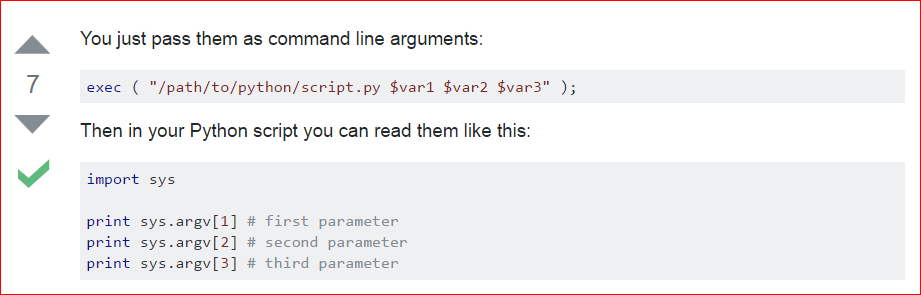 You just pass them as command line arguments:
7
exec ( "/path/to/python/script.py $var1 $var2 $var3" );
Then in your Python script you can read them like this:
import sys
print sys.argv[1] # first parameter
print sys.argv[2] # second parameter
print sys.argv[3] # third parameter